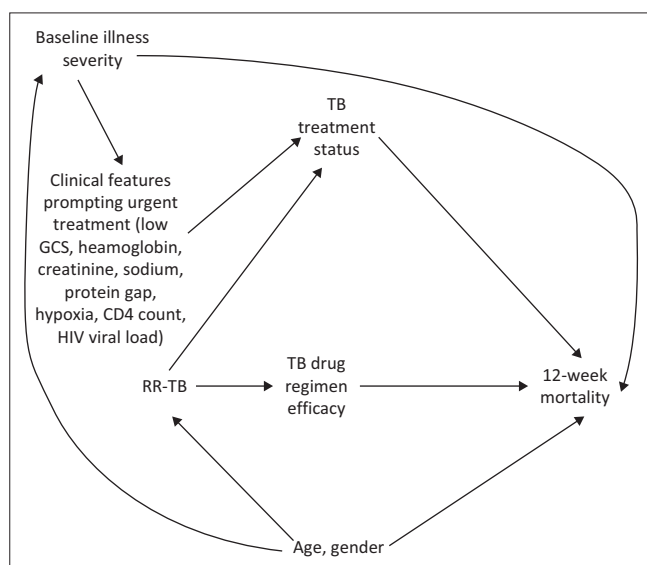 Baseline illness
severity
TB
treatment
status
Clinical features
prompting urgent
treatment (low
GCS, heamoglobin,
creatinine, sodium,
protein gap,
hypoxia, CD4 count,
HIV viral load)
RR-TB
TB drug
regimen
efficacy
12-week
mortality
Age, gender